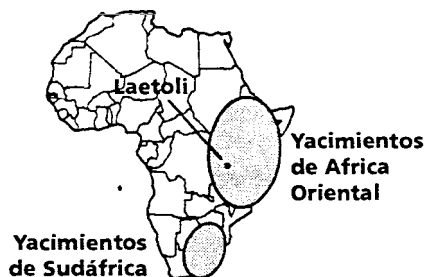 Laetoli
Yacimientos
de Africa
Oriental
Yacimientos
de Sudáfrica